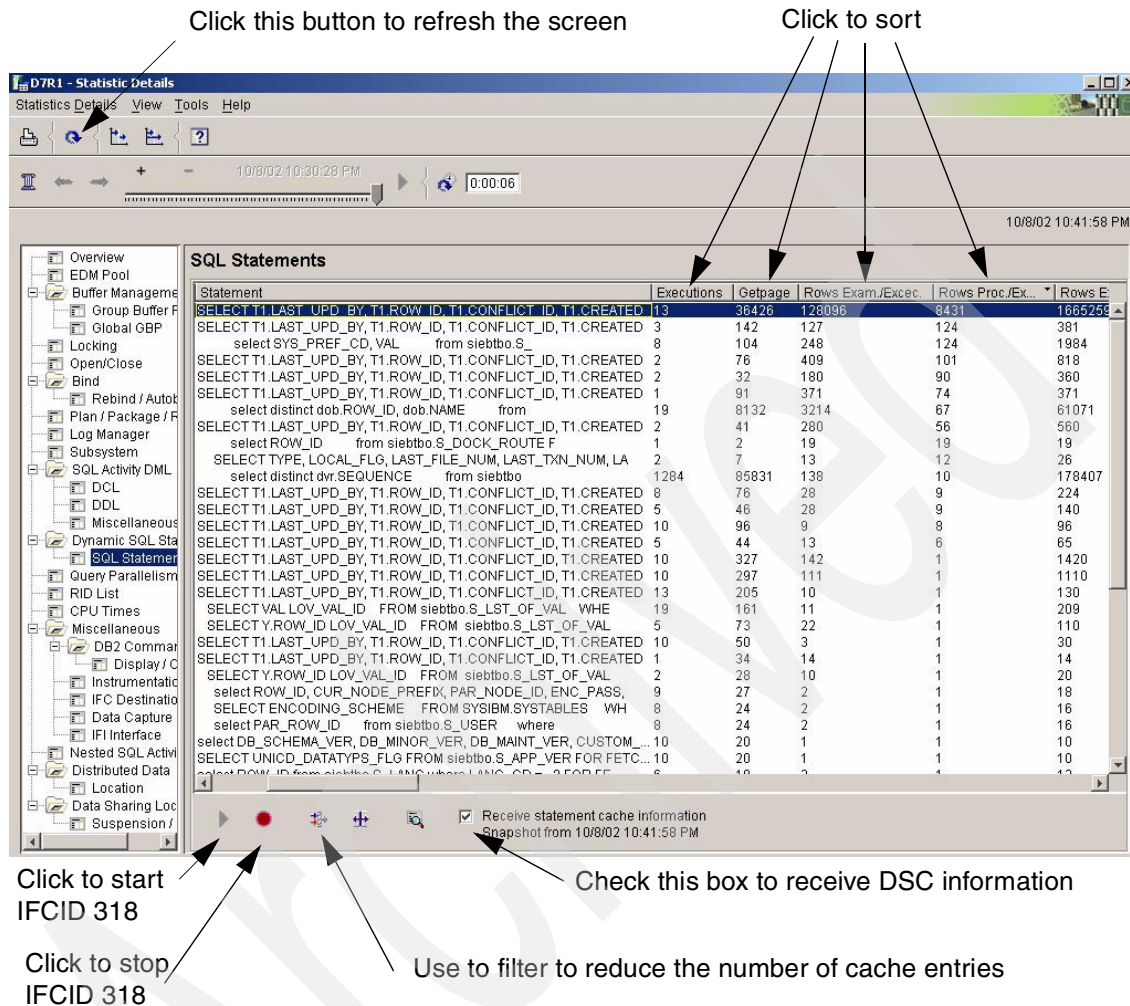 Click this button to refresh the screen
Click to sort
D7R1 - Statistic Details
Statistics Details View Tools Help
10/8/02 10:30:28 PM
0:00:06
10/8/02 10:41:58 PM
Overview
EDM Pool
Buffer Manageme
Group Buffer P
Global GBP
Locking
Open/Close
Bind
Rebind / Autob
Plan / Package / R
Log Manager
Subsystem
SQL Activity DML
DCL
DDL
Miscellaneous
Dynamic SQL Sta
SQL Statemer
Query Parallelism
RID List
CPU Times
Miscellaneous
DB2 Commar
Display / C
Instrumentatic
IFC Destinatio
Data Capture
IFI Interface
Nested SQL Activi
Distributed Data
Location
Data Sharing Loc
Suspension /
SQL Statements
Statement Executions Getpage Rows Exam./Excec. Rows Proc./Ex... Rows E
SELECT T1.LAST_UPD_BY, T1.ROW_ID, T1.CONFLICT_ID, T1.CREATED 13 36426 128096 8431 1665259
SELECT T1.LAST_UPD_BY, T1.ROW_ID, T1.CONFLICT_ID, T1.CREATED 3 142 127 124 381
select SYS_PREF_CD, VAL from siebtbo.S_ 8 104 248 124 1984
SELECT T1.LAST_UPD_BY, T1.ROW_ID, T1.CONFLICT_ID, T1.CREATED 2 76 409 101 818
SELECT T1.LAST_UPD_BY, T1.ROW_ID, T1.CONFLICT_ID, T1.CREATED 2 32 180 90 360
SELECT T1.LAST_UPD_BY, T1.ROW_ID, T1.CONFLICT_ID, T1.CREATED 1 91 371 74 371
select distinct dob.ROW_ID, dob.NAME from 19 8132 3214 67 61071
SELECT T1.LAST_UPD_BY, T1.ROW_ID, T1.CONFLICT_ID, T1.CREATED 2 41 280 56 560
select ROW_ID from siebtbo.S_DOCK_ROUTE F 1 2 19 19 19
SELECT TYPE, LOCAL_FLG, LAST_FILE_NUM, LAST_TXN_NUM, LA 2 7 13 12 26
select distinct dvr.SEQUENCE from siebtbo 1284 85831 138 10 178407
SELECT T1.LAST_UPD_BY, T1.ROW_ID, T1.CONFLICT_ID, T1.CREATED 8 76 28 9 224
SELECT T1.LAST_UPD_BY, T1.ROW_ID, T1.CONFLICT_ID, T1.CREATED 5 46 28 9 140
SELECT T1.LAST_UPD_BY, T1.ROW_ID, T1.CONFLICT_ID, T1.CREATED 10 96 9 8 96
SELECT T1.LAST_UPD_BY, T1.ROW_ID, T1.CONFLICT_ID, T1.CREATED 5 44 13 6 65
SELECT T1.LAST_UPD_BY, T1.ROW_ID, T1.CONFLICT_ID, T1.CREATED 10 327 142 1 1420
SELECT T1.LAST_UPD_BY, T1.ROW_ID, T1.CONFLICT_ID, T1.CREATED 10 297 111 1 1110
SELECT T1.LAST_UPD_BY, T1.ROW_ID, T1.CONFLICT_ID, T1.CREATED 13 205 10 1 130
SELECT VAL LOV_VAL_ID FROM siebtbo.S_LST_OF_VAL WHE 19 161 11 1 209
SELECT Y.ROW_ID LOV_VAL_ID FROM siebtbo.S_LST_OF_VAL 5 73 22 1 110
SELECT T1.LAST_UPD_BY, T1.ROW_ID, T1.CONFLICT_ID, T1.CREATED 10 50 3 1 30
SELECT T1.LAST_UPD_BY, T1.ROW_ID, T1.CONFLICT_ID, T1.CREATED 1 34 14 1 14
SELECT Y.ROW_ID LOV_VAL_ID FROM siebtbo.S_LST_OF_VAL 2 28 10 1 20
select ROW_ID, CUR_NODE_PREFIX, PAR_NODE_ID, ENC_PASS, 9 27 2 1 18
SELECT ENCODING_SCHEME FROM SYSIBM.SYSTABLES WH 8 24 2 1 16
select PAR_ROW_ID from siebtbo.S_USER where 8 24 2 1 16
select DB_SCHEMA_VER, DB_MINOR_VER, DB_MAINT_VER, CUSTOM_... 10 20 1 1 10
SELECT UNICD_DATATYPS_FLG FROM siebtbo.S_APP_VER FOR FETC... 10 20 1 1 10
Receive statement cache information
Snapshot from 10/8/02 10:41:58 PM
Click to start
IFCID 318
Check this box to receive DSC information
Click to stop
IFCID 318
Use to filter to reduce the number of cache entries
Archived